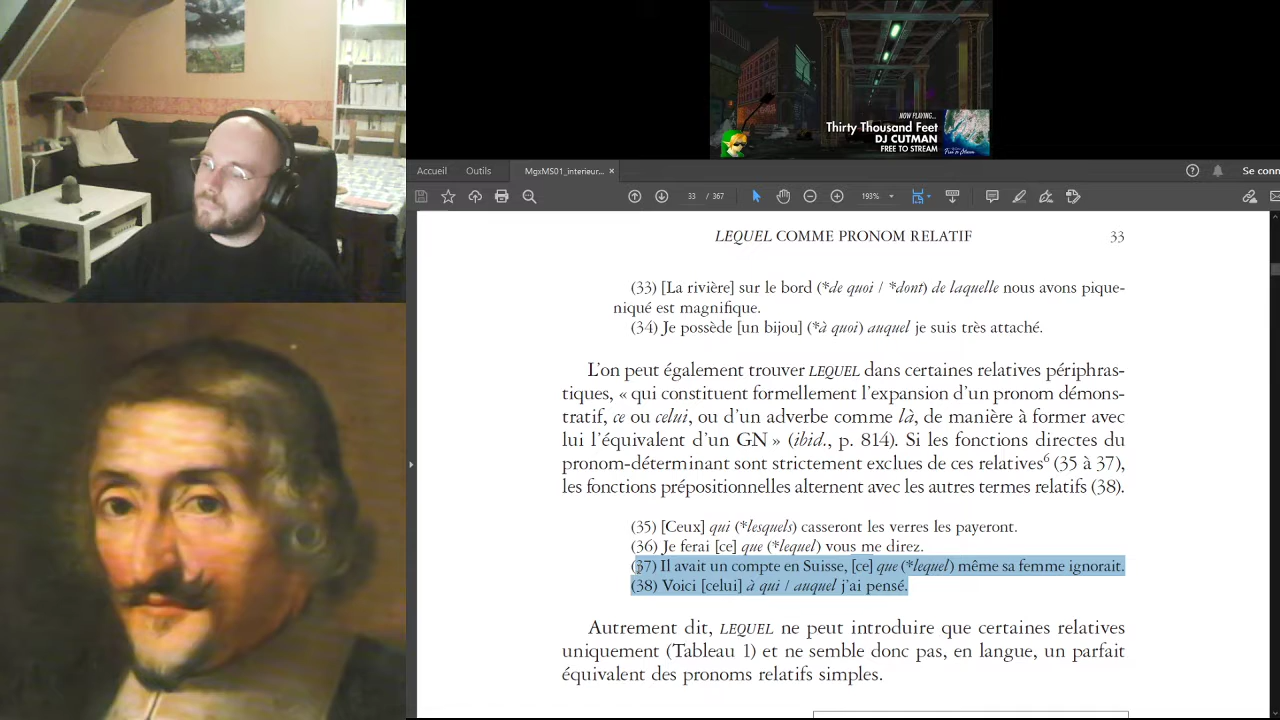 NOW PLAYING...
Thirty Thousand Feet
DJ CUTMAN
FREE TO STREAM
Accueil Outils MgxMS01_interieur... × Se conn
33 / 367 193%
LEQUEL COMME PRONOM RELATIF 33
(33) [La rivière] sur le bord (*de quoi / *dont) de laquelle nous avons pique-
niqué est magnifique.
(34) Je possède [un bijou] (*à quoi) auquel je suis très attaché.
L’on peut également trouver LEQUEL dans certaines relatives périphras-
tiques, « qui constituent formellement l’expansion d’un pronom démons-
tratif, ce ou celui, ou d’un adverbe comme là, de manière à former avec
lui l’équivalent d’un GN » (ibid., p. 814). Si les fonctions directes du
pronom-déterminant sont strictement exclues de ces relatives⁶ (35 à 37),
les fonctions prépositionnelles alternent avec les autres termes relatifs (38).
(35) [Ceux] qui (*lesquels) casseront les verres les payeront.
(36) Je ferai [ce] que (*lequel) vous me direz.
(37) Il avait un compte en Suisse, [ce] que (*lequel) même sa femme ignorait.
(38) Voici [celui] à qui / auquel j’ai pensé.
Autrement dit, LEQUEL ne peut introduire que certaines relatives
uniquement (Tableau 1) et ne semble donc pas, en langue, un parfait
équivalent des pronoms relatifs simples.